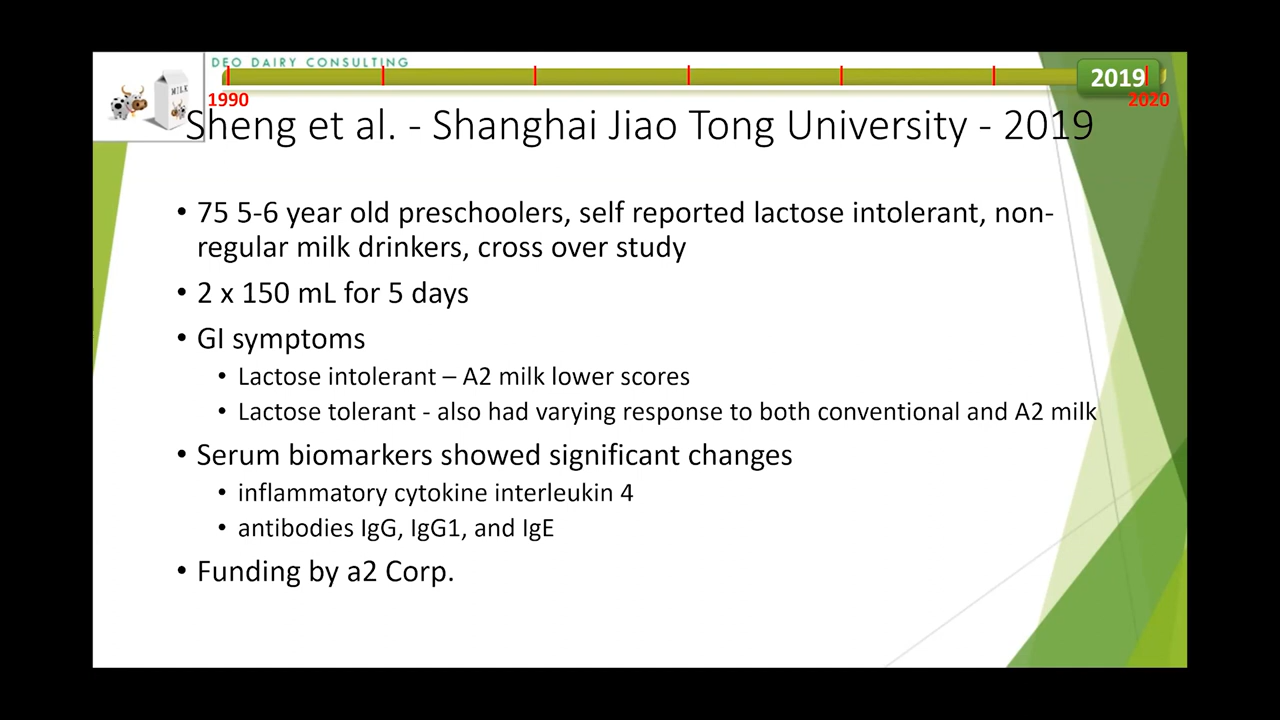 DEO DAIRY CONSULTING
MILK
2019
1990
2020
Sheng et al. - Shanghai Jiao Tong University - 2019
• 75 5-6 year old preschoolers, self reported lactose intolerant, non-
regular milk drinkers, cross over study
• 2 x 150 mL for 5 days
• GI symptoms
• Lactose intolerant – A2 milk lower scores
• Lactose tolerant - also had varying response to both conventional and A2 milk
• Serum biomarkers showed significant changes
• inflammatory cytokine interleukin 4
• antibodies IgG, IgG1, and IgE
• Funding by a2 Corp.